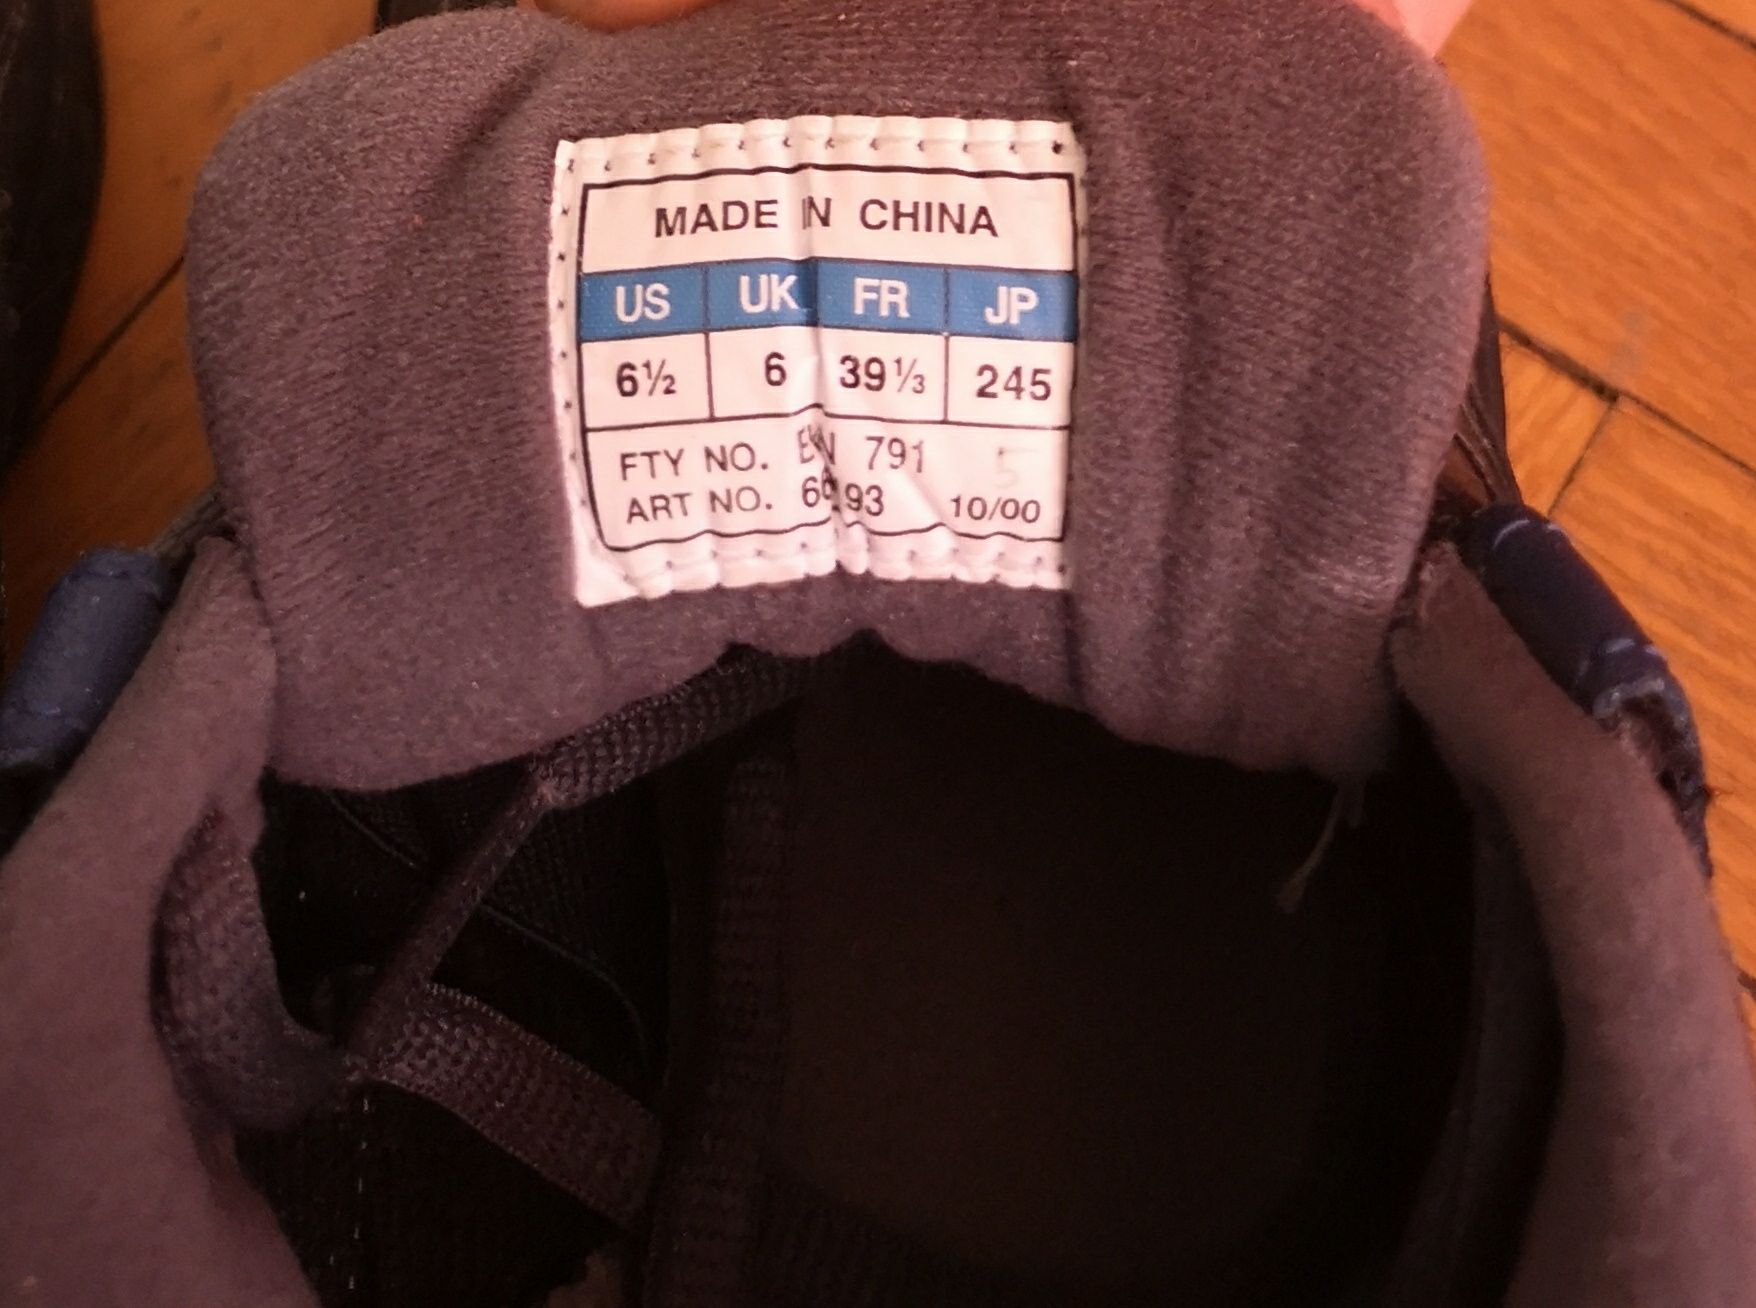 MADE IN CHINA
US UK FR JP
6½ 6 39⅓ 245
FTY NO. 791 5
ART NO. 10/00